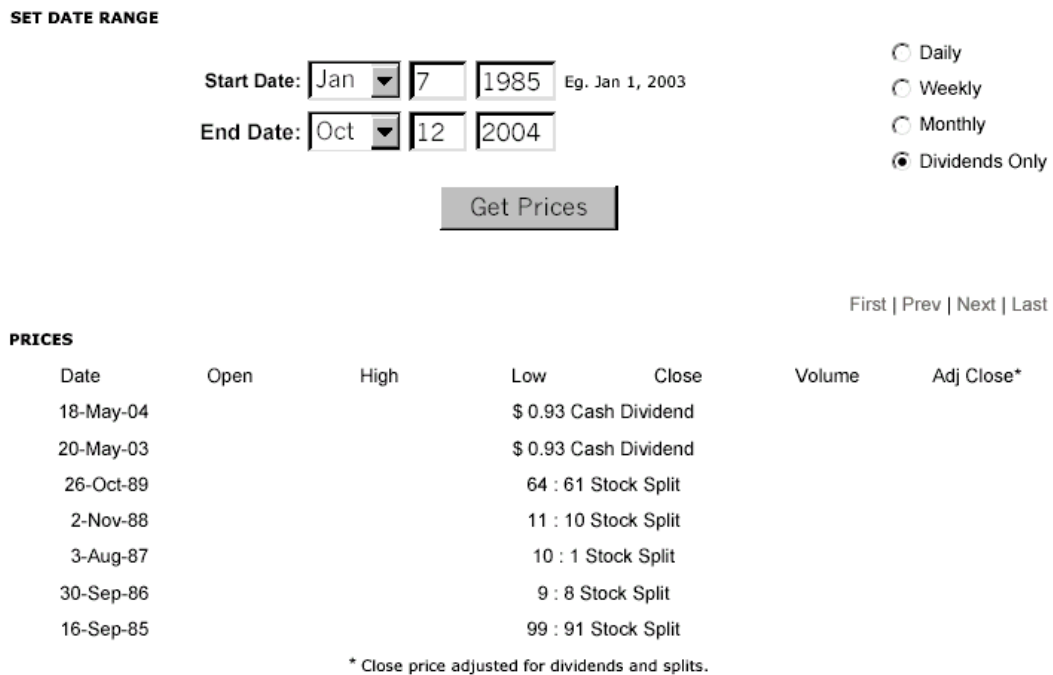 SET DATE RANGE
Start Date: Jan 7 1985 Eg. Jan 1, 2003
End Date: Oct 12 2004
Daily
Weekly
Monthly
Dividends Only
Get Prices
First | Prev | Next | Last
PRICES
Date Open High Low Close Volume Adj Close*
18-May-04 $ 0.93 Cash Dividend
20-May-03 $ 0.93 Cash Dividend
26-Oct-89 64 : 61 Stock Split
2-Nov-88 11 : 10 Stock Split
3-Aug-87 10 : 1 Stock Split
30-Sep-86 9 : 8 Stock Split
16-Sep-85 99 : 91 Stock Split
* Close price adjusted for dividends and splits.